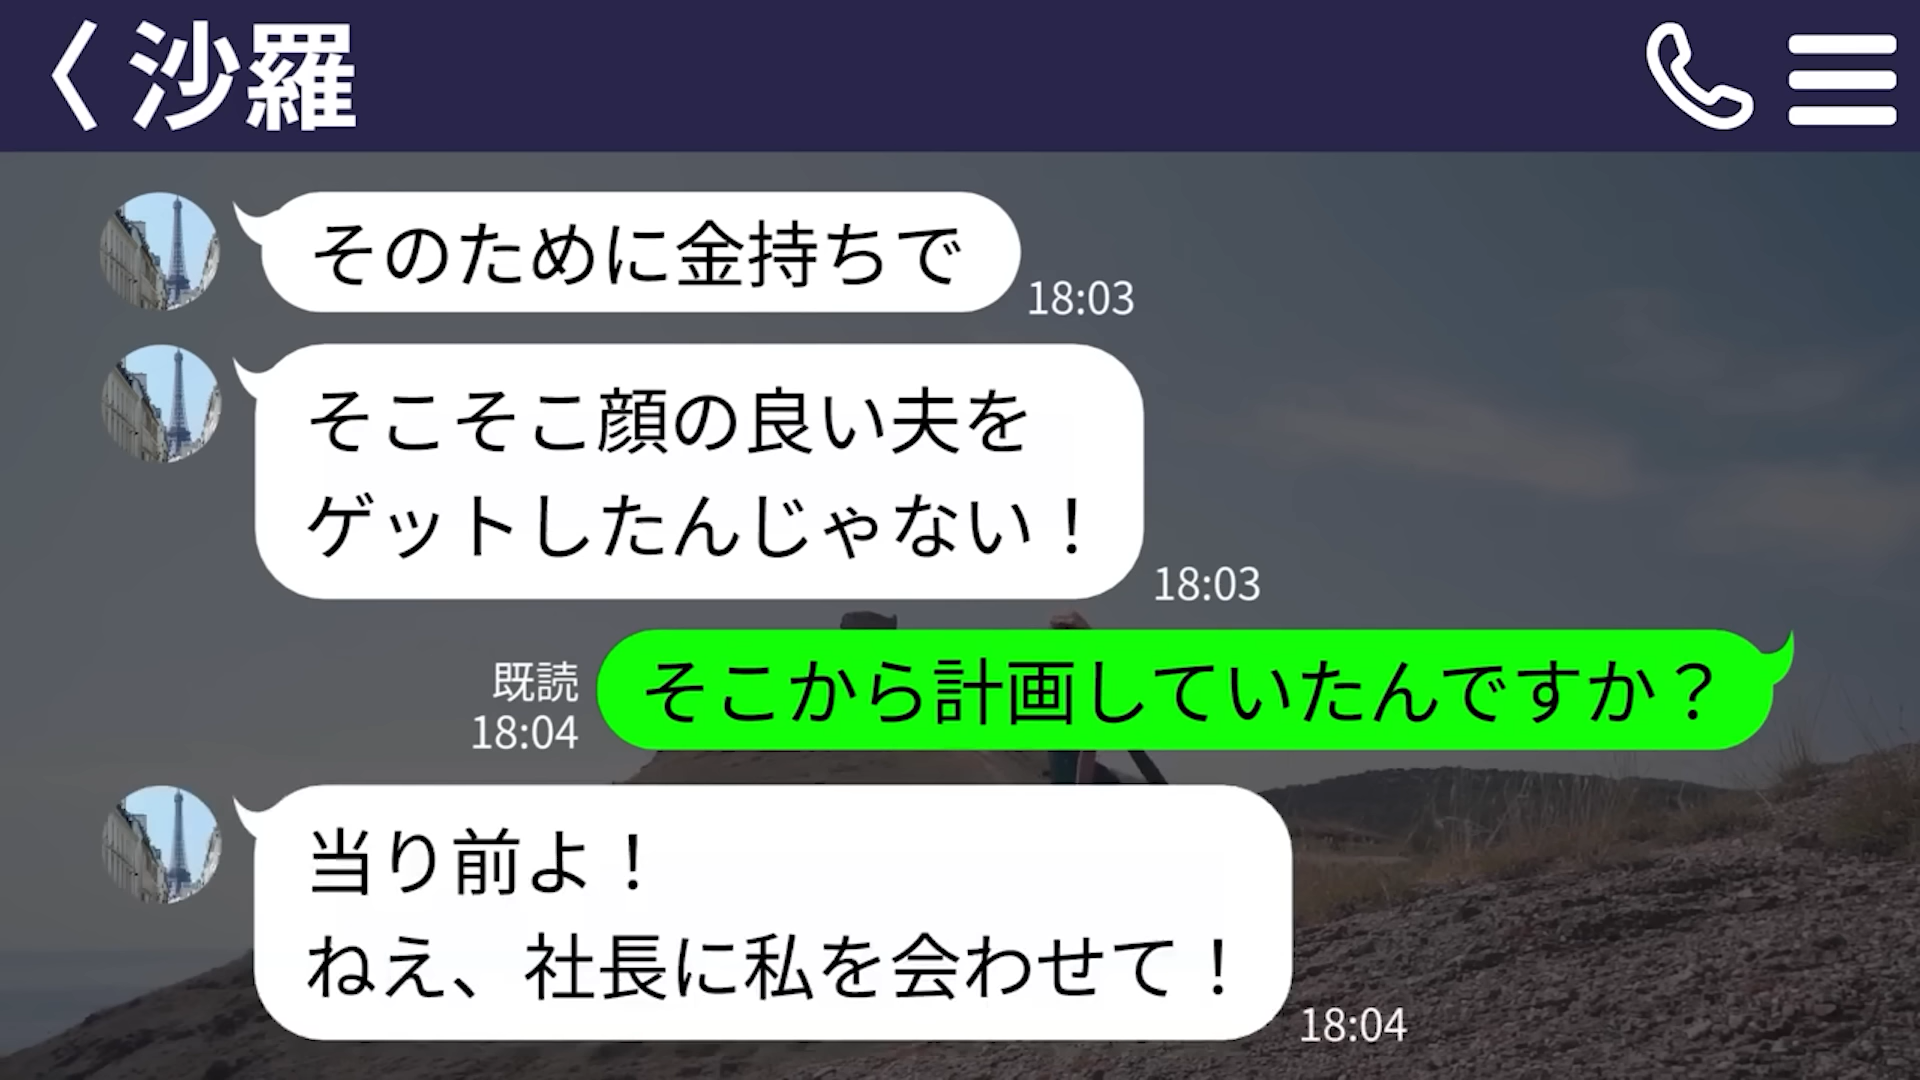 沙羅
そのために金持ちで
18:03
そこそこ顔の良い夫を
ゲットしたんじゃない！
18:03
既読
18:04
そこから計画していたんですか？
当り前よ！
ねえ、社長に私を会わせて！
18:04